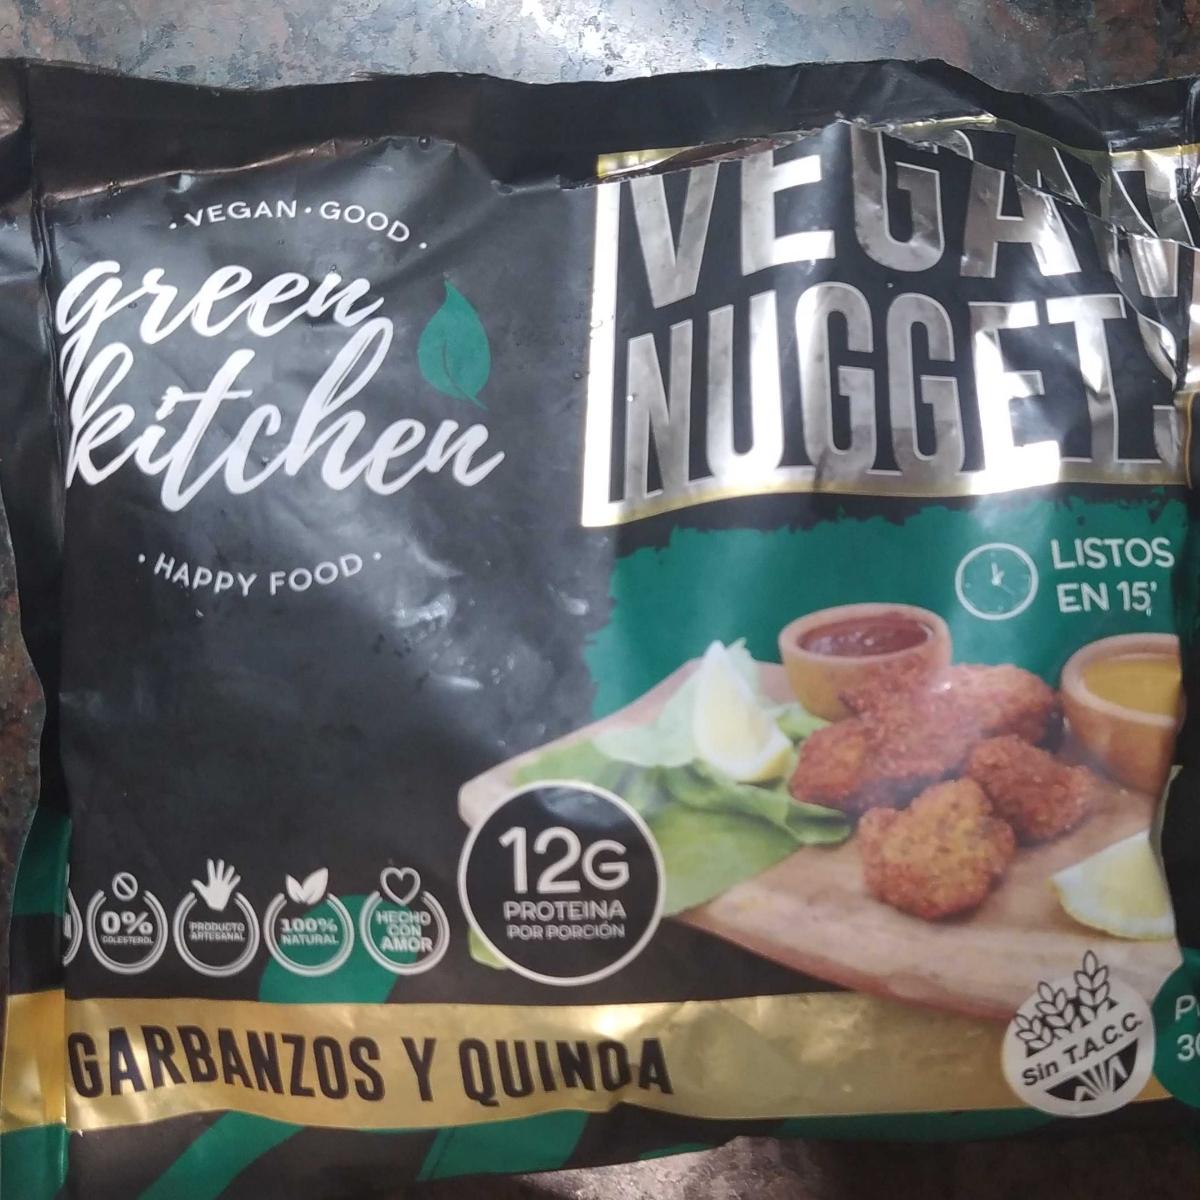 ·VEGAN·GOOD·
green
kitchen
·HAPPY FOOD·
VEGAN
NUGGETS
LISTOS
EN 15'
12G
PROTEINA
POR PORCIÓN
0%
COLESTEROL
PRODUCTO
ARTESANAL
100%
NATURAL
HECHO
CON
AMOR
GARBANZOS Y QUINOA
Sin T.A.C.C.